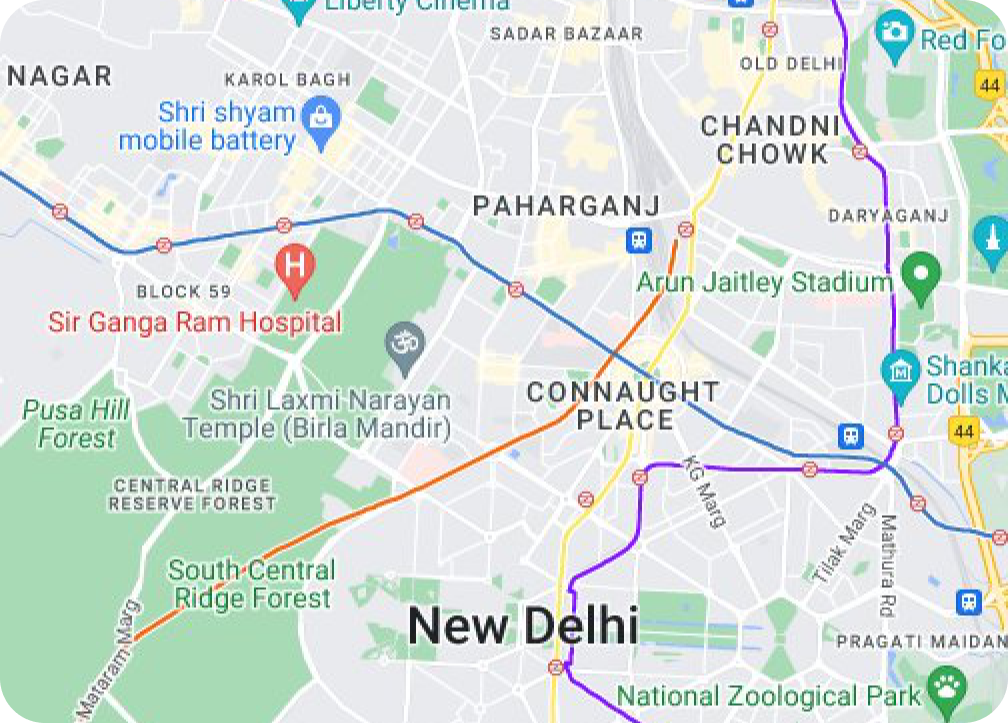 Liberty Cinema
SADAR BAZAAR
Red Fo
OLD DELHI
NAGAR
KAROL BAGH
44
Shri shyam
mobile battery
CHANDNI
CHOWK
PAHARGANJ
DARYAGANJ
H
Arun Jaitley Stadium
BLOCK 59
Sir Ganga Ram Hospital
ॐ
Shanka
Dolls M
CONNAUGHT
PLACE
Shri Laxmi Narayan
Temple (Birla Mandir)
Pusa Hill
Forest
44
KG Marg
CENTRAL RIDGE
RESERVE FOREST
Tilak Marg
Mathura Rd
South Central
Ridge Forest
Mataram Marg
New Delhi
PRAGATI MAIDAN
National Zoological Park